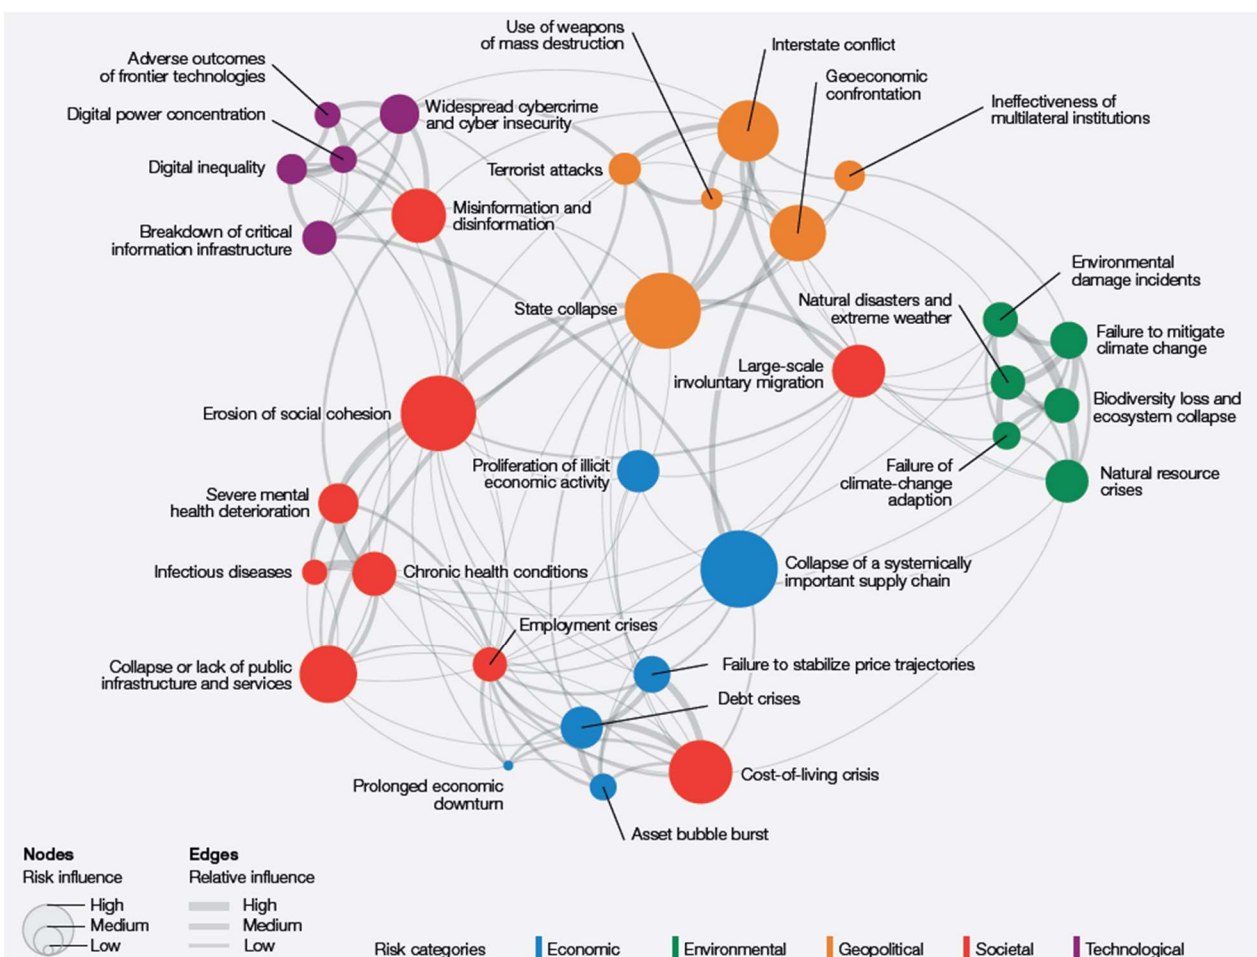 Use of weapons
of mass destruction
Interstate conflict
Adverse outcomes
of frontier technologies
Geoeconomic
confrontation
Ineffectiveness of
multilateral institutions
Digital power concentration
Widespread cybercrime
and cyber insecurity
Digital inequality
Terrorist attacks
Misinformation and
disinformation
Breakdown of critical
information infrastructure
Environmental
damage incidents
Natural disasters and
extreme weather
State collapse
Failure to mitigate
climate change
Large-scale
involuntary migration
Biodiversity loss and
ecosystem collapse
Erosion of social cohesion
Proliferation of illicit
economic activity
Failure of
climate-change
adaption
Natural resource
crises
Severe mental
health deterioration
Infectious diseases
Chronic health conditions
Collapse of a systemically
important supply chain
Employment crises
Collapse or lack of public
infrastructure and services
Failure to stabilize price trajectories
Debt crises
Prolonged economic
downturn
Cost-of-living crisis
Asset bubble burst
Nodes
Risk influence
High
Medium
Low
Edges
Relative influence
High
Medium
Low
Risk categories
Economic
Environmental
Geopolitical
Societal
Technological